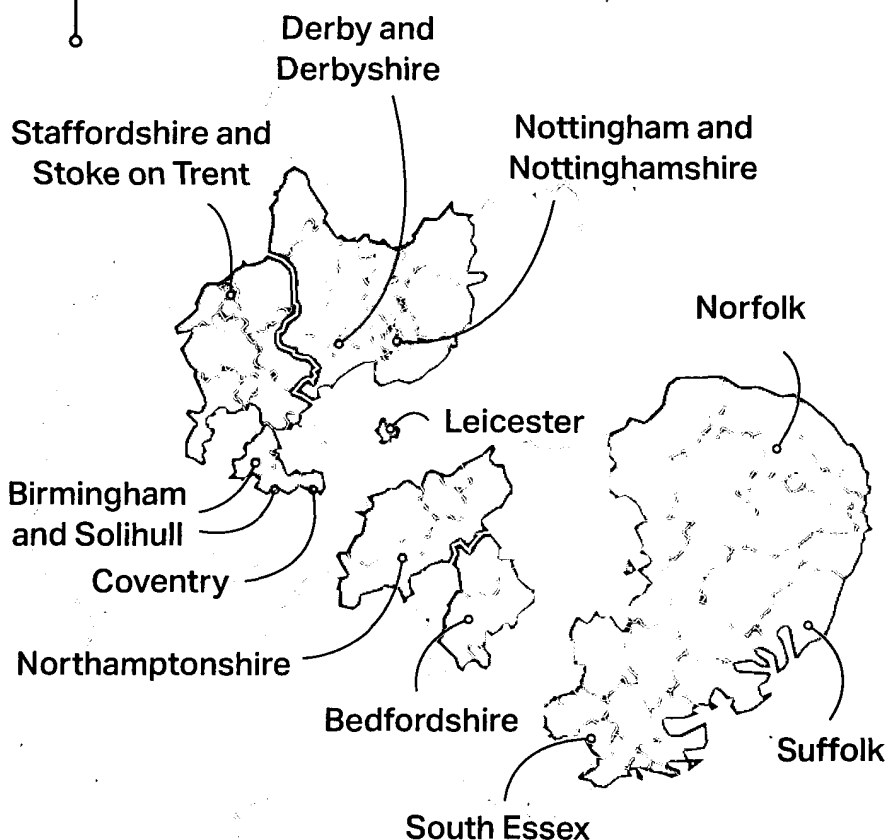 Derby and
Derbyshire
Staffordshire and
Stoke on Trent
Nottingham and
Nottinghamshire
Norfolk
Leicester
Birmingham
and Solihull
Coventry
Northamptonshire
Bedfordshire
Suffolk
South Essex